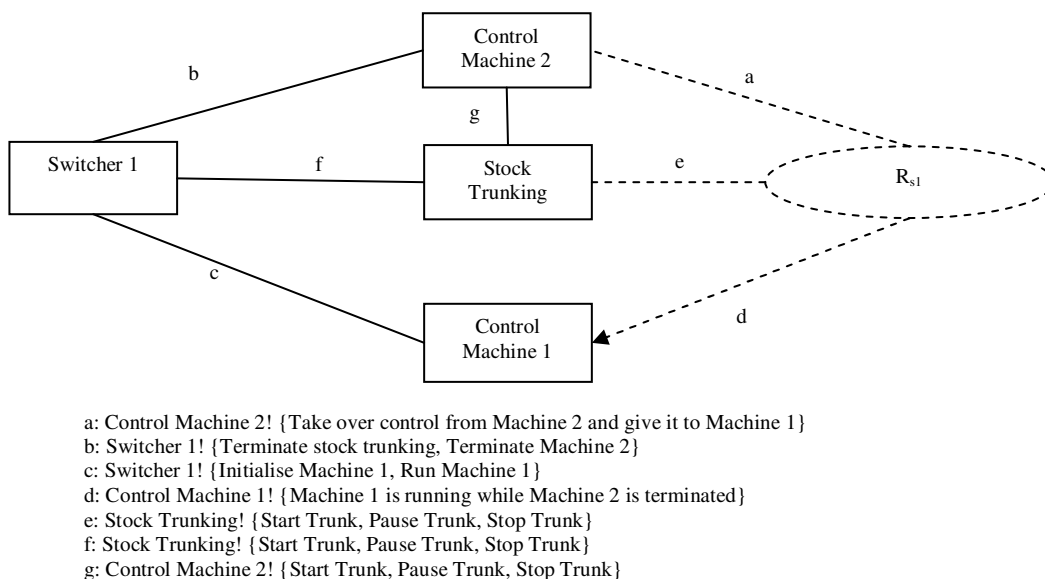 Control
Machine 2
b
a
g
Switcher 1
f
Stock
Trunking
e
Rs1
c
Control
Machine 1
d
a: Control Machine 2! {Take over control from Machine 2 and give it to Machine 1}
b: Switcher 1! {Terminate stock trunking, Terminate Machine 2}
c: Switcher 1! {Initialise Machine 1, Run Machine 1}
d: Control Machine 1! {Machine 1 is running while Machine 2 is terminated}
e: Stock Trunking! {Start Trunk, Pause Trunk, Stop Trunk}
f: Stock Trunking! {Start Trunk, Pause Trunk, Stop Trunk}
g: Control Machine 2! {Start Trunk, Pause Trunk, Stop Trunk}